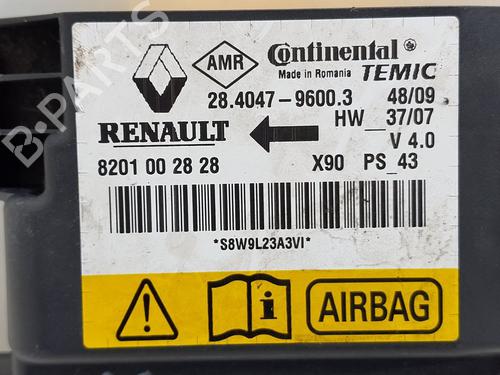 AMR
Continental
Made in Romania
TEMIC
28.4047-9600.3
48/09
HW_37/07
RENAULT
V 4.0
8201 00 28 28
X90
PS_43
*S8W9L23A3VI*
AIRBAG
B-PARTS